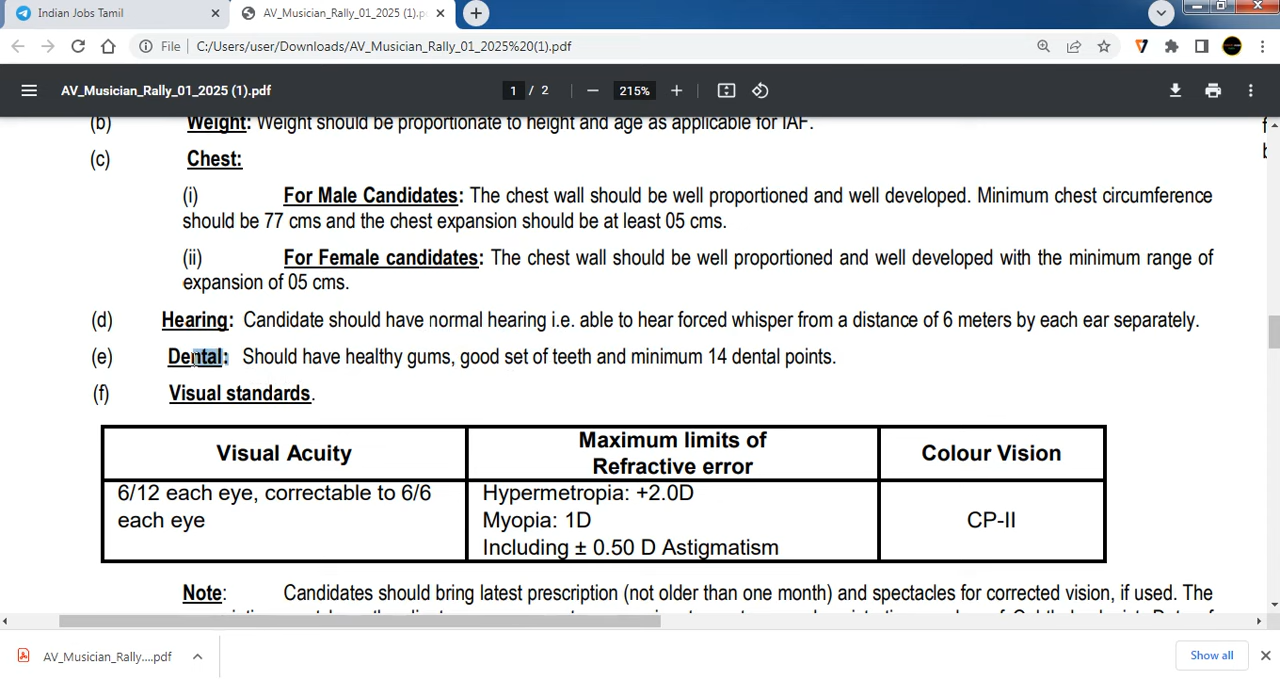 Indian Jobs Tamil
AV_Musician_Rally_01_2025 (1).p
File
C:/Users/user/Downloads/AV_Musician_Rally_01_2025%20(1).pdf
AV_Musician_Rally_01_2025 (1).pdf
1 / 2
215%
(b) Weight: Weight should be proportionate to height and age as applicable for IAF.
(c) Chest:
(i) For Male Candidates: The chest wall should be well proportioned and well developed. Minimum chest circumference
should be 77 cms and the chest expansion should be at least 05 cms.
(ii) For Female candidates: The chest wall should be well proportioned and well developed with the minimum range of
expansion of 05 cms.
(d) Hearing: Candidate should have normal hearing i.e. able to hear forced whisper from a distance of 6 meters by each ear separately.
(e) Dental: Should have healthy gums, good set of teeth and minimum 14 dental points.
(f) Visual standards.
Visual Acuity
Maximum limits of
Refractive error
Colour Vision
6/12 each eye, correctable to 6/6
each eye
Hypermetropia: +2.0D
Myopia: 1D
Including ± 0.50 D Astigmatism
CP-II
Note: Candidates should bring latest prescription (not older than one month) and spectacles for corrected vision, if used. The
AV_Musician_Rally....pdf
Show all